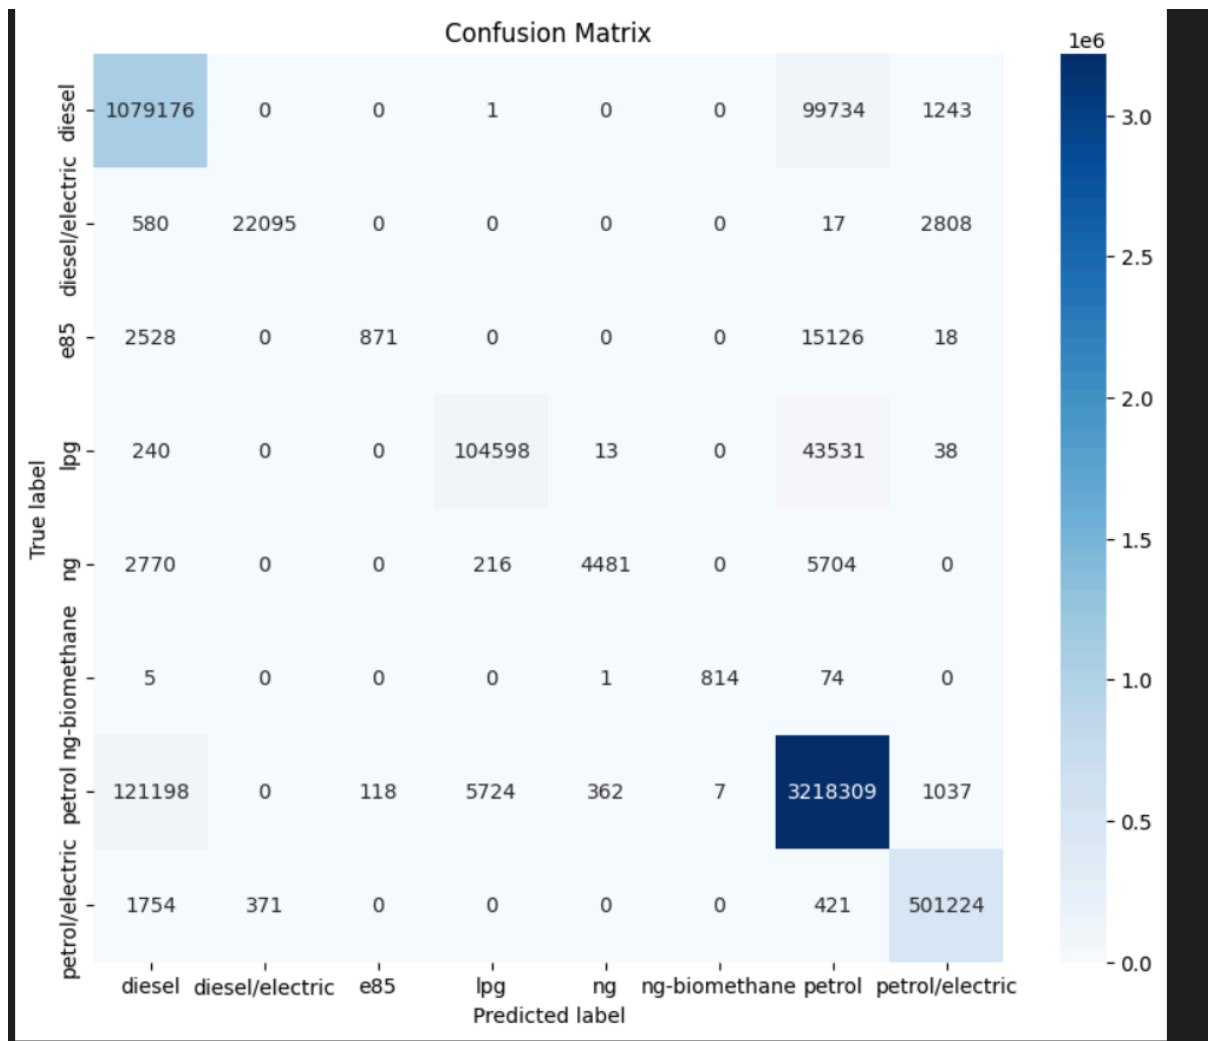 Confusion Matrix
1e6
diesel 1079176 0 0 1 0 0 99734 1243
diesel/electric 580 22095 0 0 0 0 17 2808
e85 2528 0 871 0 0 0 15126 18
lpg 240 0 0 104598 13 0 43531 38
ng 2770 0 0 216 4481 0 5704 0
ng-biomethane 5 0 0 0 1 814 74 0
petrol 121198 0 118 5724 362 7 3218309 1037
petrol/electric 1754 371 0 0 0 0 421 501224
True label
diesel diesel/electric e85 lpg ng ng-biomethane petrol petrol/electric
Predicted label
3.0
2.5
2.0
1.5
1.0
0.5
0.0